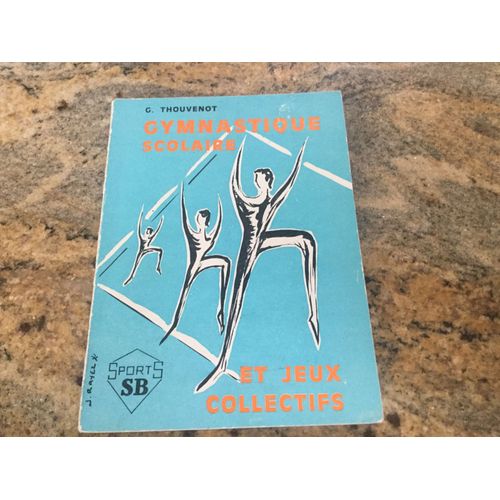 G. THOUVENOT
GYMNASTIQUE
SCOLAIRE
ET JEUX
COLLECTIFS
SPORTS
SB